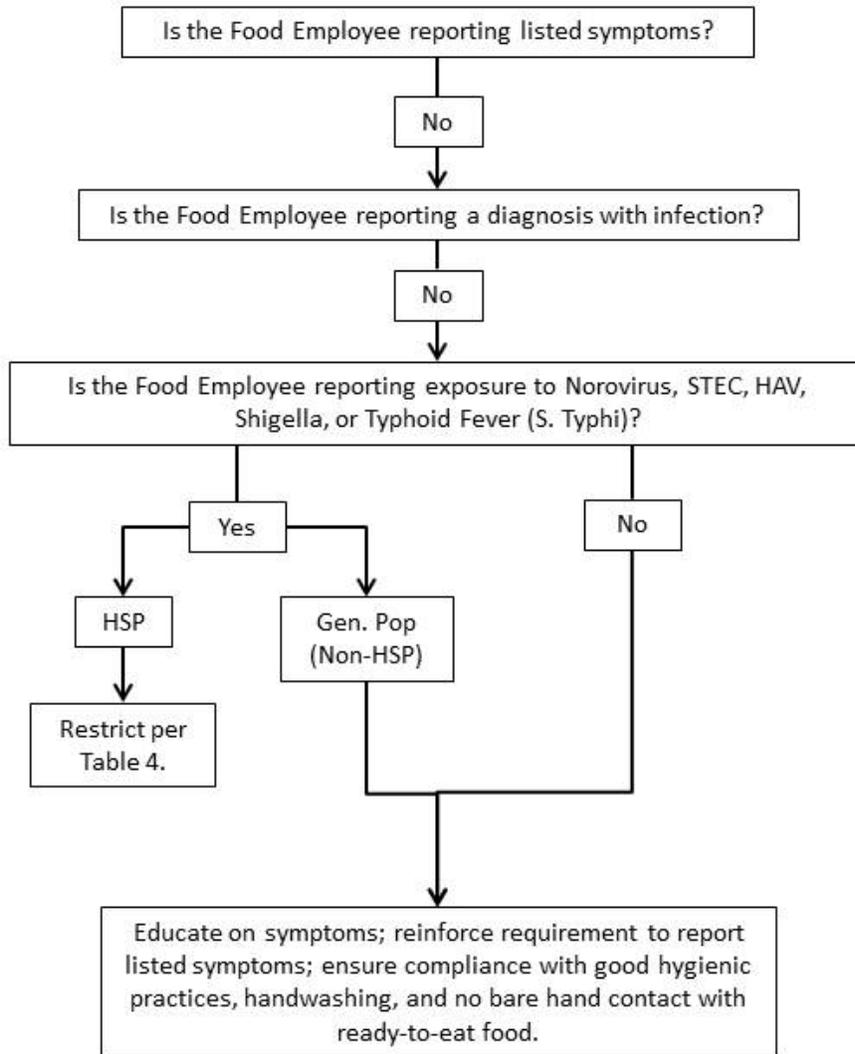 Is the Food Employee reporting listed symptoms?
No
Is the Food Employee reporting a diagnosis with infection?
No
Is the Food Employee reporting exposure to Norovirus, STEC, HAV,
Shigella, or Typhoid Fever (S. Typhi)?
Yes
No
HSP
Gen. Pop
(Non-HSP)
Restrict per
Table 4.
Educate on symptoms; reinforce requirement to report
listed symptoms; ensure compliance with good hygienic
practices, handwashing, and no bare hand contact with
ready-to-eat food.